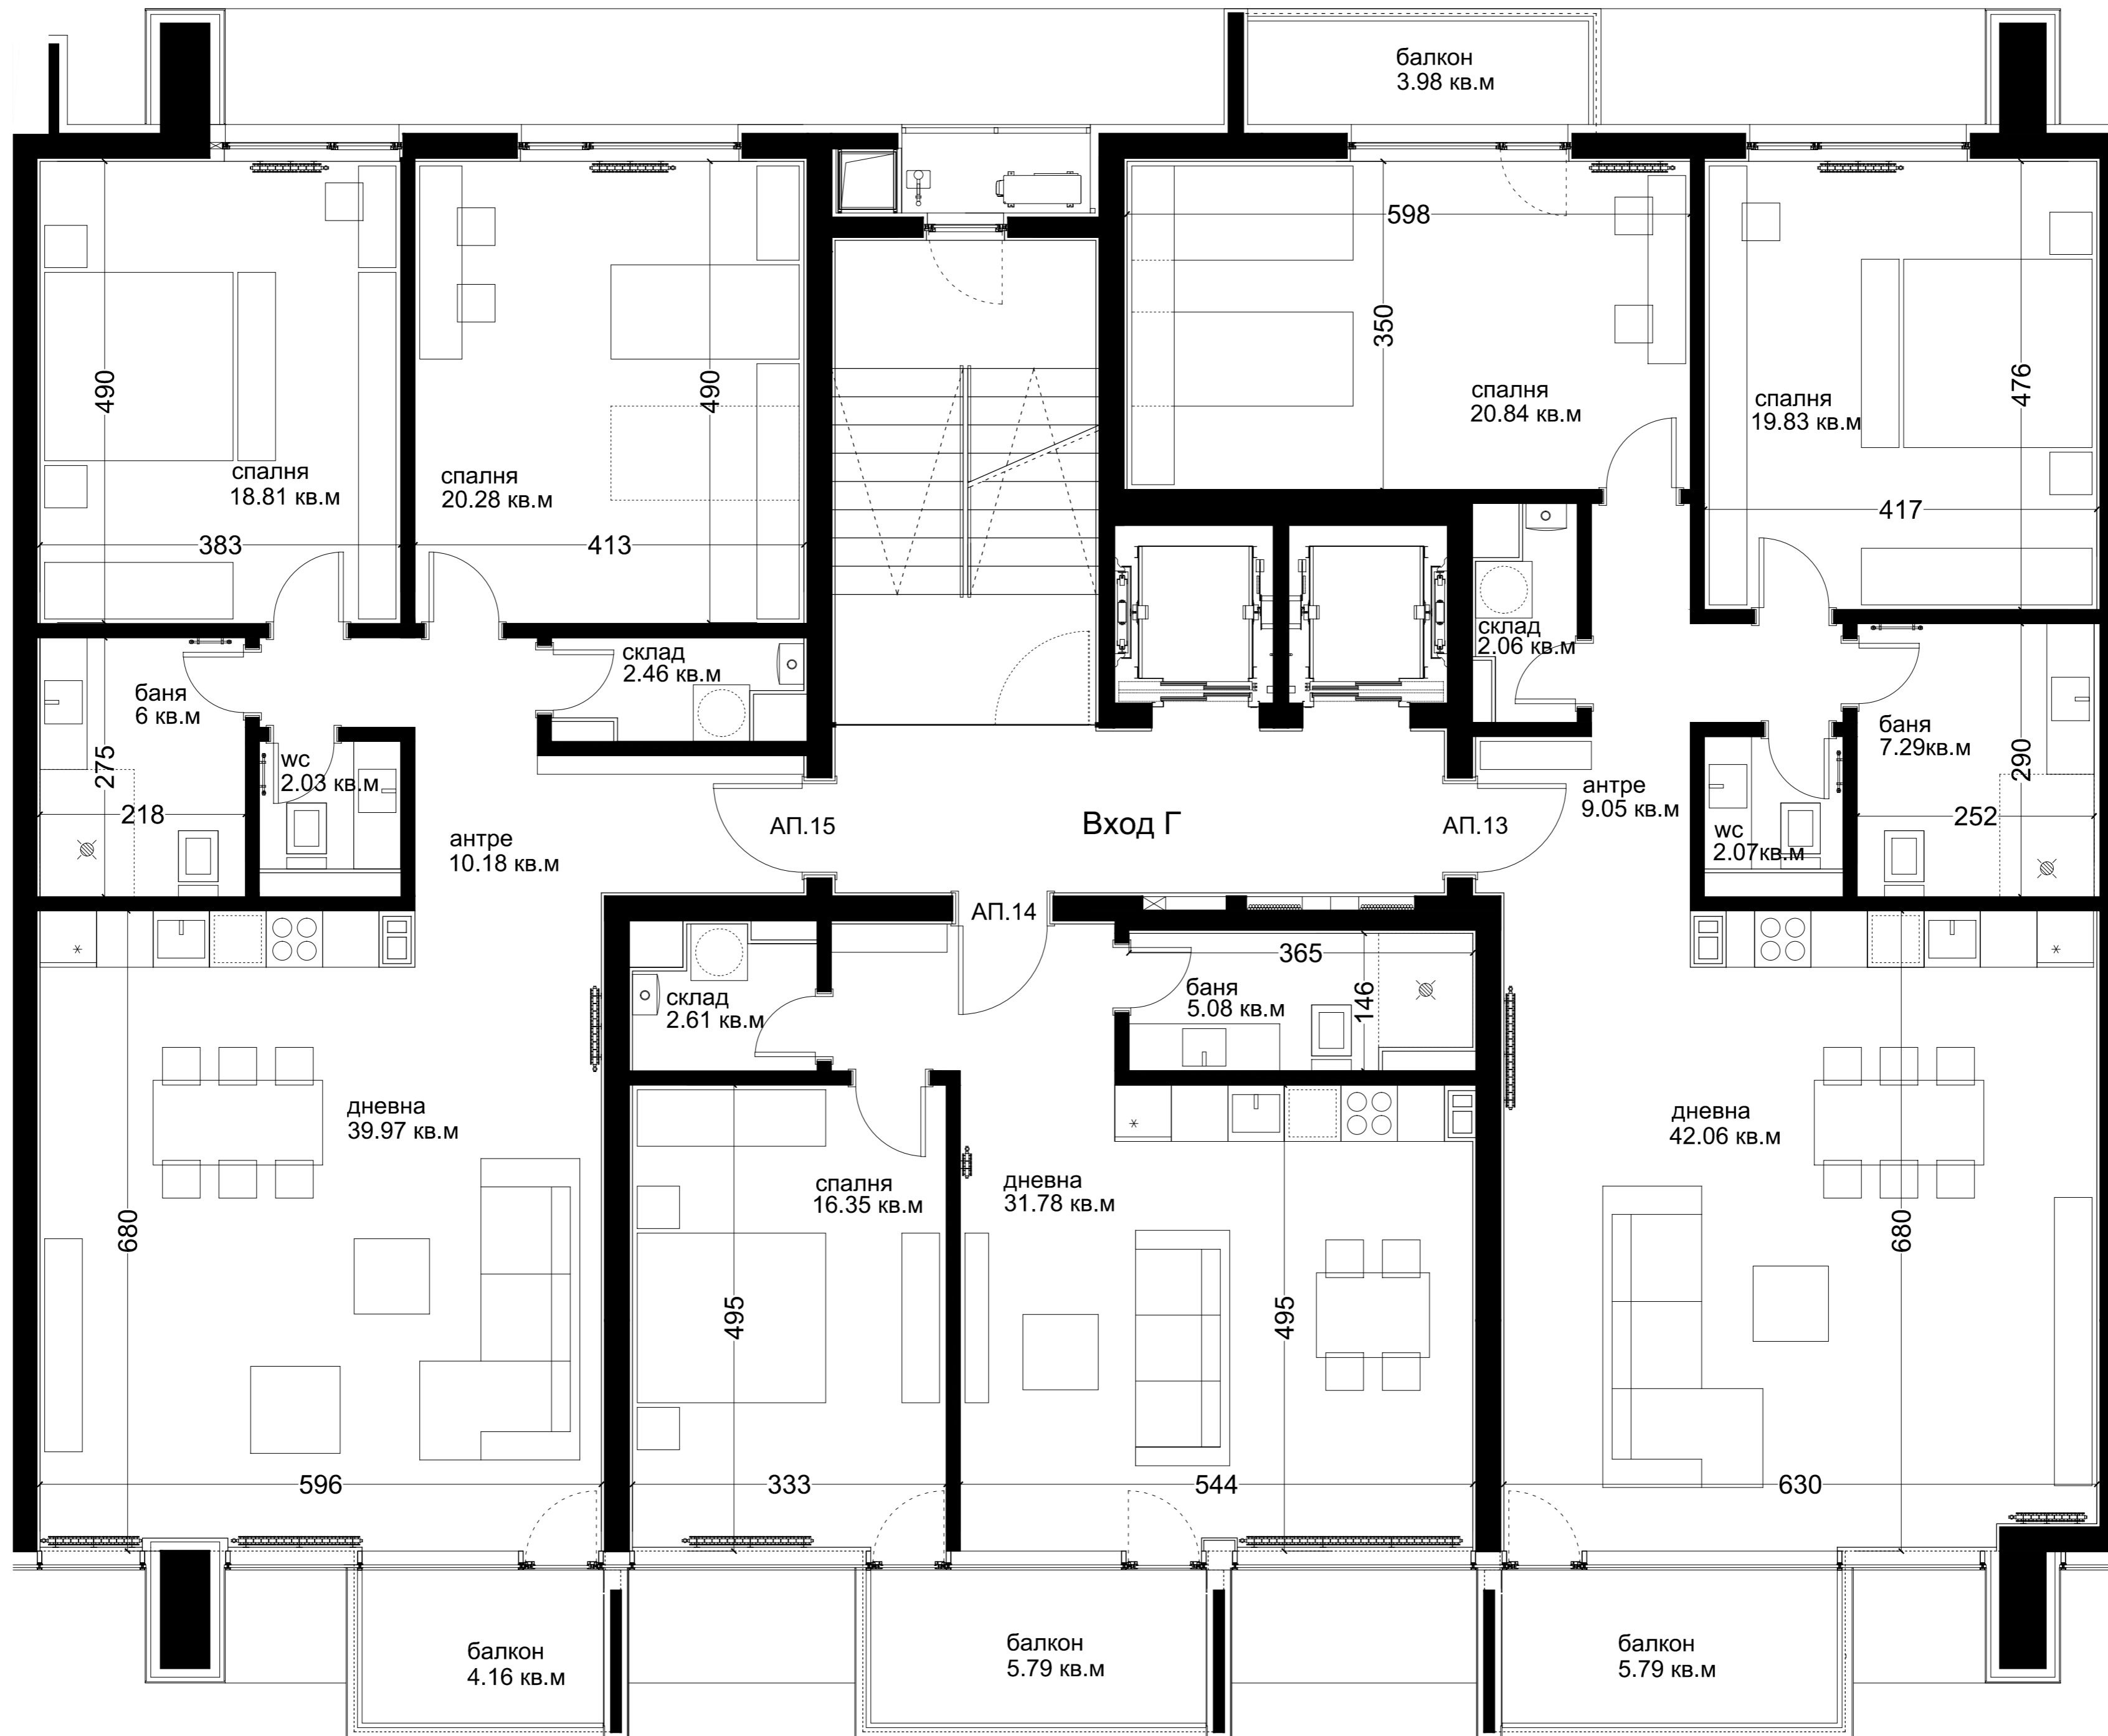 балкон
3.98 кв.м
598
350
490
490
476
спалня
20.84 кв.м
спалня
19.83 кв.м
спалня
18.81 кв.м
спалня
20.28 кв.м
383
413
417
склад
2.46 кв.м
склад
2.06 кв.м
баня
6 кв.м
275
218
wc
2.03 кв.м
баня
7.29кв.м
290
252
антре
9.05 кв.м
wc
2.07кв.м
антре
10.18 кв.м
АП.15
Вход Г
АП.13
АП.14
склад
2.61 кв.м
365
баня
5.08 кв.м
146
дневна
39.97 кв.м
680
спалня
16.35 кв.м
495
дневна
31.78 кв.м
495
дневна
42.06 кв.м
680
596
333
544
630
балкон
4.16 кв.м
балкон
5.79 кв.м
балкон
5.79 кв.м